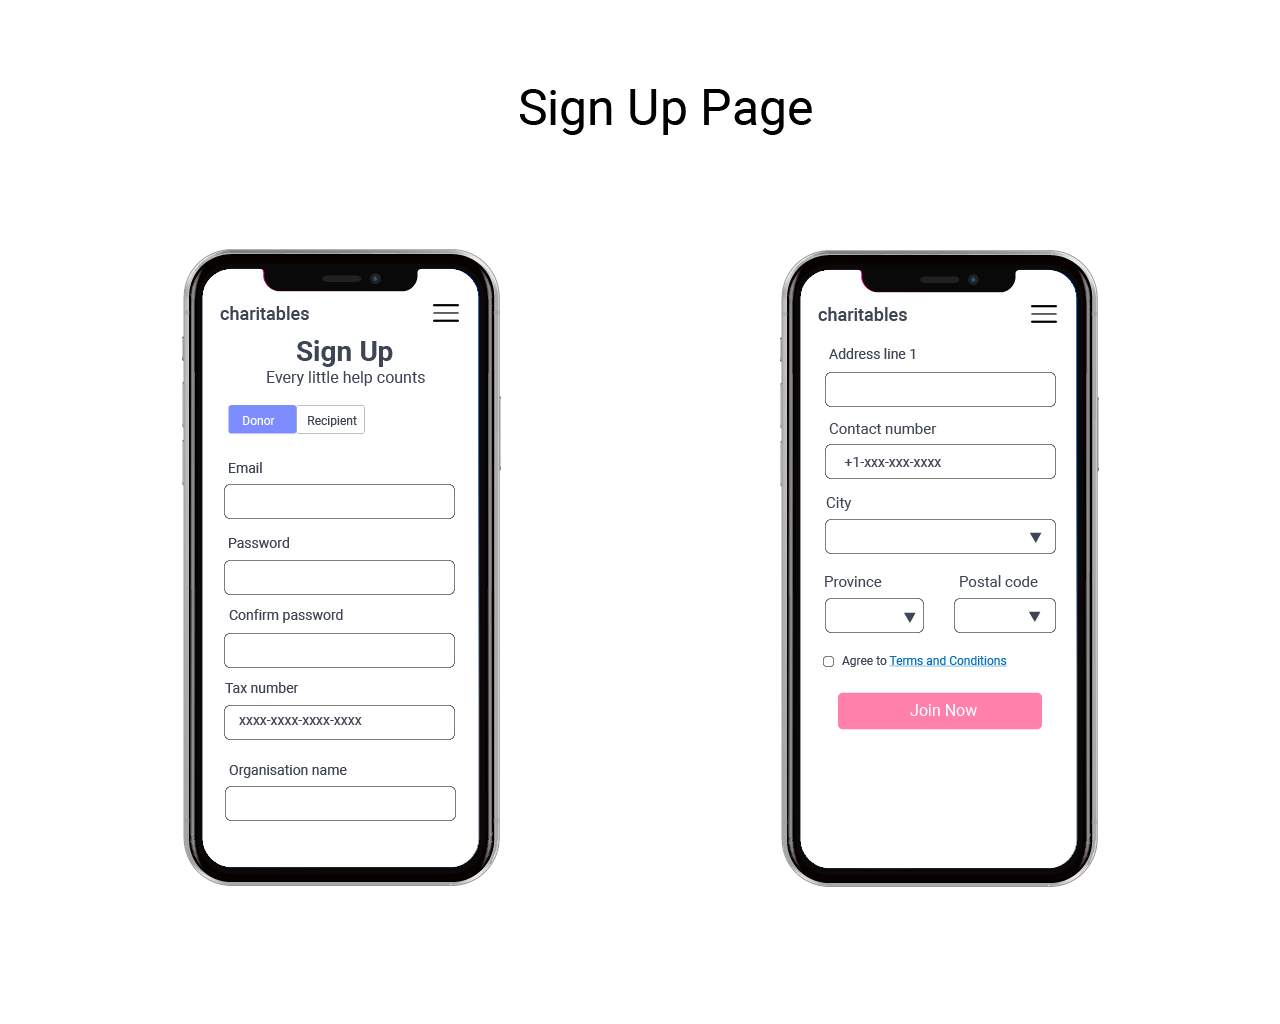 Sign Up Page
charitables
Sign Up
Every little help counts
Donor
Recipient
Email
Password
Confirm password
Tax number
xxxx-xxxx-xxxx-xxxx
Organisation name
charitables
Address line 1
Contact number
+1-xxx-xxx-xxxx
City
Province
Postal code
Agree to Terms and Conditions
Join Now